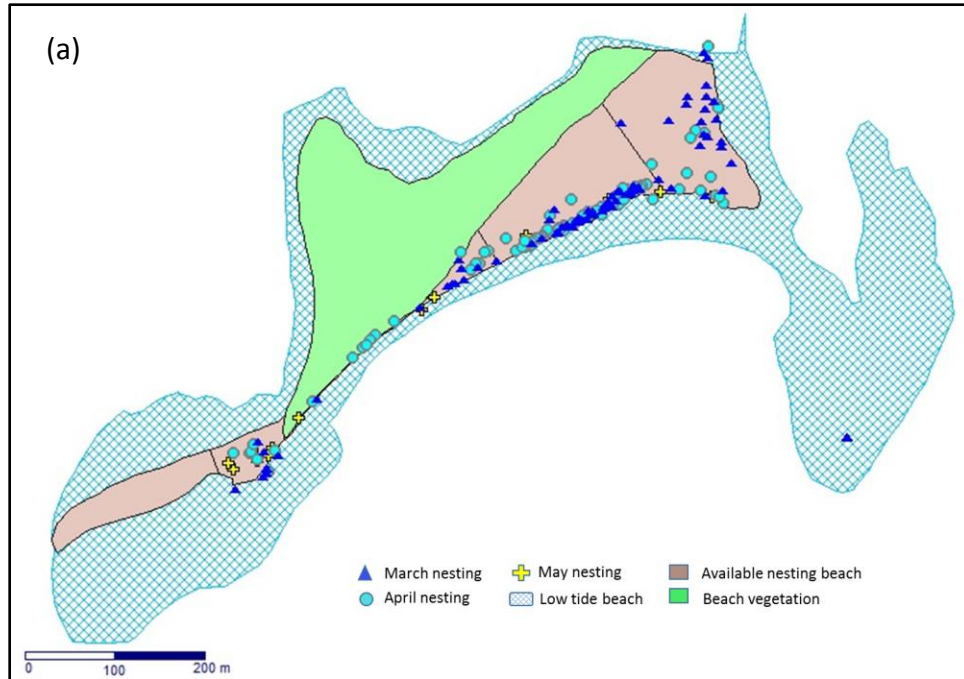 (a)
March nesting May nesting Available nesting beach
April nesting Low tide beach Beach vegetation
0 100 200 m